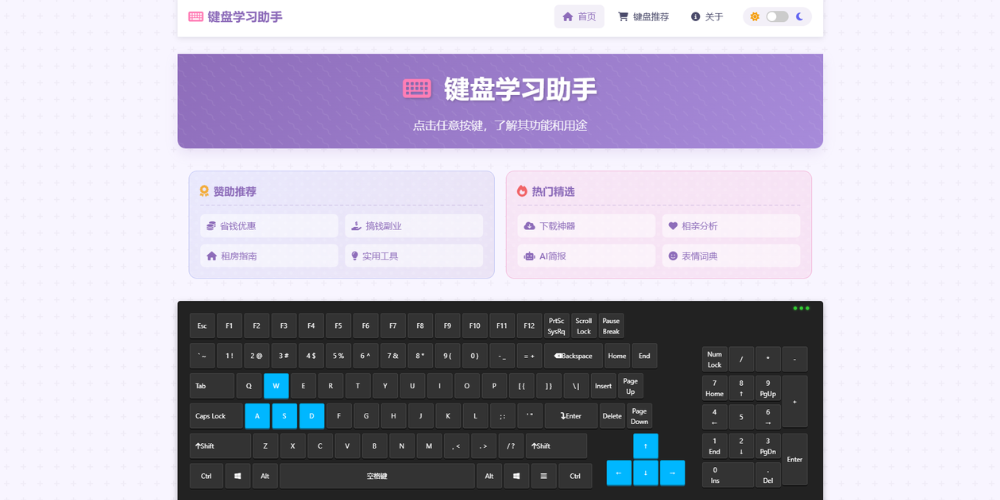 键盘学习助手 首页 键盘推荐 关于
键盘学习助手
点击任意按键，了解其功能和用途
赞助推荐
省钱优惠 搞钱副业
租房指南 实用工具
热门精选
下载神器 相亲分析
AI简报 表情词典
Esc F1 F2 F3 F4 F5 F6 F7 F8 F9 F10 F11 F12 PrtSc SysRq Scroll Lock Pause Break
` ~ 1 ! 2 @ 3 # 4 $ 5 % 6 ^ 7 & 8 * 9 ( 0 ) - _ = + Backspace Home End
Tab Q W E R T Y U I O P [ { ] } \ | Insert Page Up
Caps Lock A S D F G H J K L ; : ' " Enter Delete Page Down
Shift Z X C V B N M , < . > / ? Shift ↑
Ctrl Alt 空格键 Alt Ctrl ← ↓ →
Num Lock / * -
7 Home 8 ↑ 9 PgUp +
4 ← 5 6 →
1 End 2 ↓ 3 PgDn Enter
0 Ins . Del